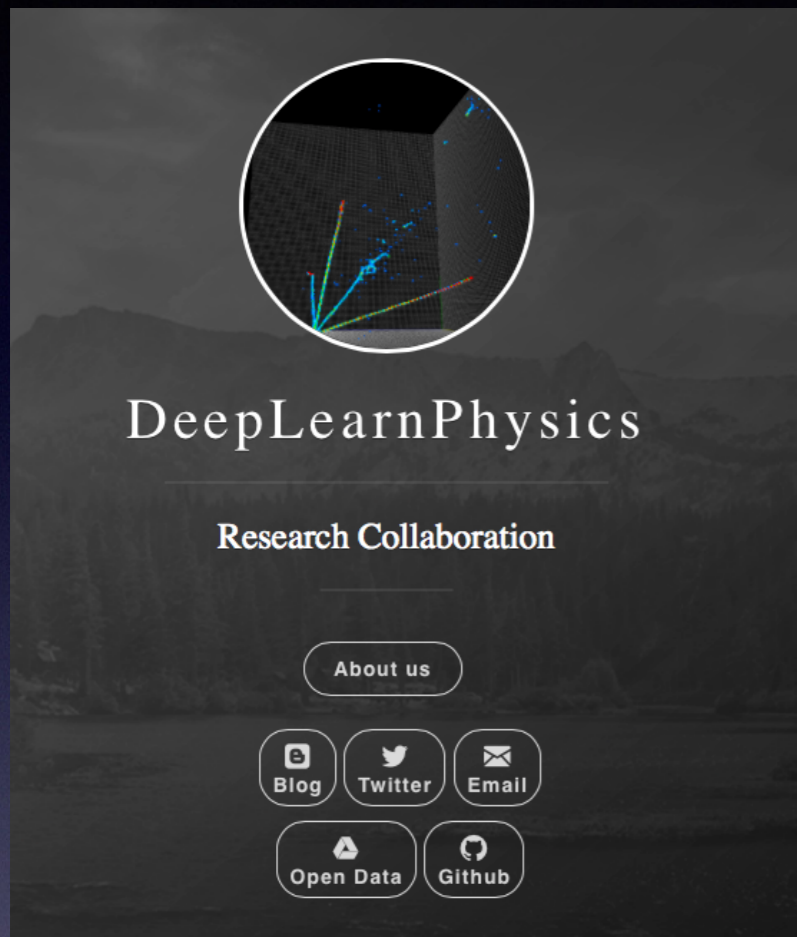 DeepLearnPhysics
Research Collaboration
About us
Blog Twitter Email
Open Data Github